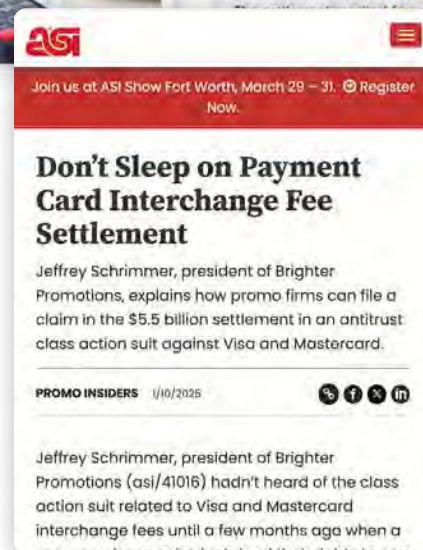 asi
Join us at ASI Show Fort Worth, March 29 – 31. Register
Now.
Don't Sleep on Payment
Card Interchange Fee
Settlement
Jeffrey Schrimmer, president of Brighter
Promotions, explains how promo firms can file a
claim in the $5.5 billion settlement in an antitrust
class action suit against Visa and Mastercard.
PROMO INSIDERS 1/10/2025
Jeffrey Schrimmer, president of Brighter
Promotions (asi/41016) hadn't heard of the class
action suit related to Visa and Mastercard
interchange fees until a few months ago when a